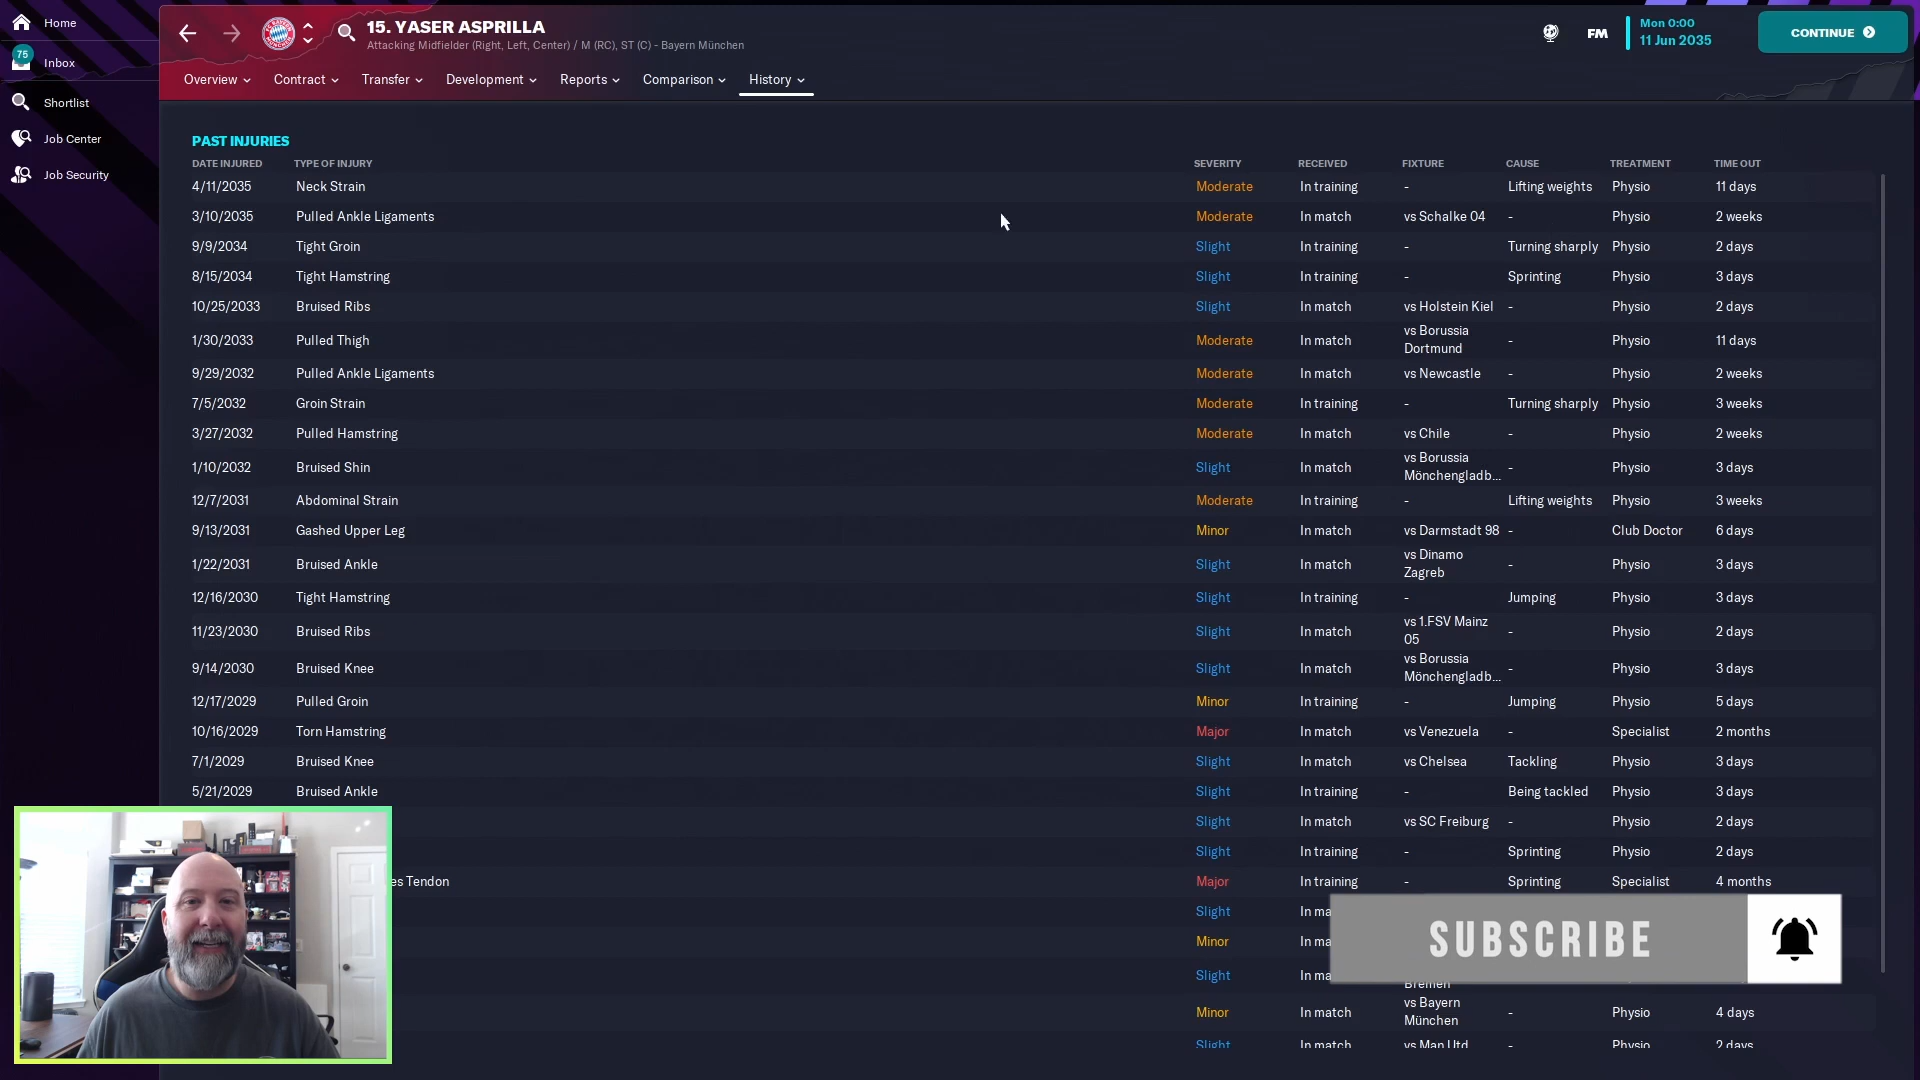 Home
75
Inbox
Shortlist
Job Center
Job Security
15. YASER ASPRILLA
Attacking Midfielder (Right, Left, Center) / M (RC), ST (C) - Bayern München
FM
Mon 0:00
11 Jun 2035
CONTINUE
Overview
Contract
Transfer
Development
Reports
Comparison
History
PAST INJURIES
DATE INJURED TYPE OF INJURY SEVERITY RECEIVED FIXTURE CAUSE TREATMENT TIME OUT
4/11/2035 Neck Strain Moderate In training - Lifting weights Physio 11 days
3/10/2035 Pulled Ankle Ligaments Moderate In match vs Schalke 04 - Physio 2 weeks
9/9/2034 Tight Groin Slight In training - Turning sharply Physio 2 days
8/15/2034 Tight Hamstring Slight In training - Sprinting Physio 3 days
10/25/2033 Bruised Ribs Slight In match vs Holstein Kiel - Physio 2 days
1/30/2033 Pulled Thigh Moderate In match vs Borussia Dortmund - Physio 11 days
9/29/2032 Pulled Ankle Ligaments Moderate In match vs Newcastle - Physio 2 weeks
7/5/2032 Groin Strain Moderate In training - Turning sharply Physio 3 weeks
3/27/2032 Pulled Hamstring Moderate In match vs Chile - Physio 2 weeks
1/10/2032 Bruised Shin Slight In match vs Borussia Mönchengladb... - Physio 3 days
12/7/2031 Abdominal Strain Moderate In training - Lifting weights Physio 3 weeks
9/13/2031 Gashed Upper Leg Minor In match vs Darmstadt 98 - Club Doctor 6 days
1/22/2031 Bruised Ankle Slight In match vs Dinamo Zagreb - Physio 3 days
12/16/2030 Tight Hamstring Slight In training - Jumping Physio 3 days
11/23/2030 Bruised Ribs Slight In match vs 1.FSV Mainz 05 - Physio 2 days
9/14/2030 Bruised Knee Slight In match vs Borussia Mönchengladb... - Physio 3 days
12/17/2029 Pulled Groin Minor In training - Jumping Physio 5 days
10/16/2029 Torn Hamstring Major In match vs Venezuela - Specialist 2 months
7/1/2029 Bruised Knee Slight In match vs Chelsea Tackling Physio 3 days
5/21/2029 Bruised Ankle Slight In training - Being tackled Physio 3 days
Slight In match vs SC Freiburg - Physio 2 days
Slight In training - Sprinting Physio 2 days
es Tendon Major In training - Sprinting Specialist 4 months
Slight In ma
Minor In ma
Slight In ma Bremen
Minor In match vs Bayern München - Physio 4 days
Slight In match vs Man Utd - Physio 2 days
SUBSCRIBE